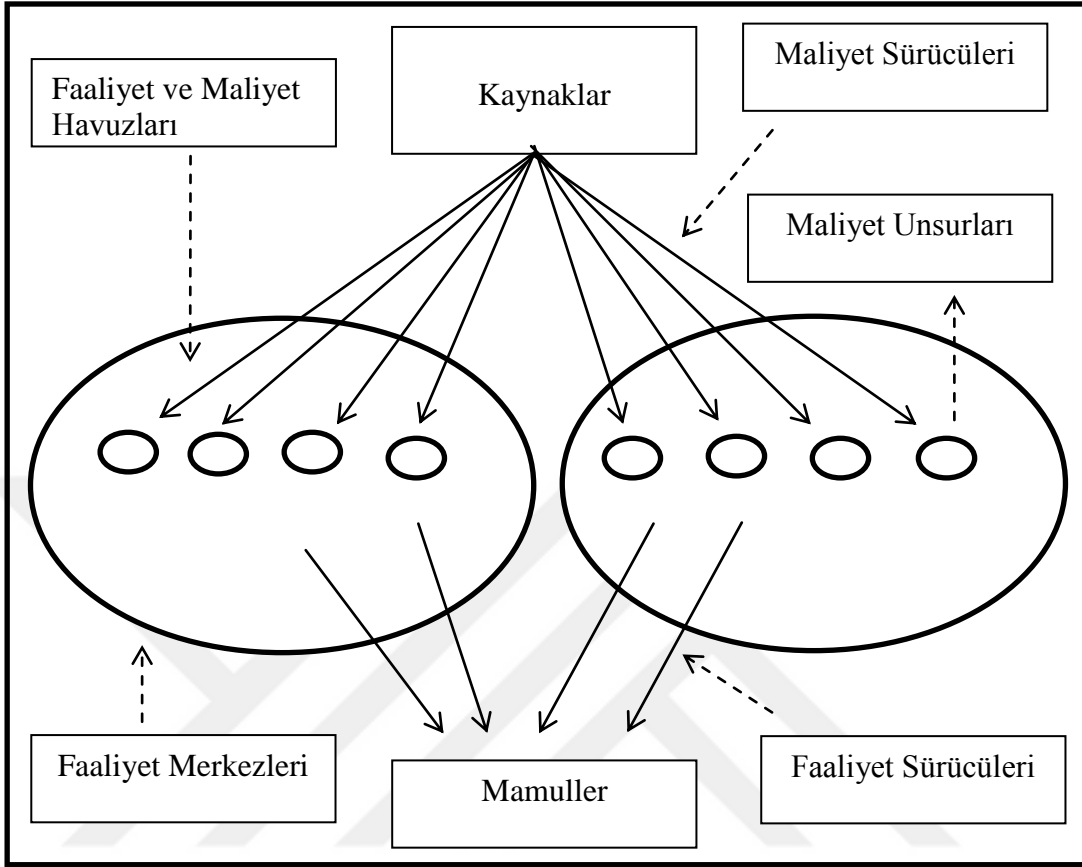 Faaliyet ve Maliyet
Havuzları
Kaynaklar
Maliyet Sürücüleri
Maliyet Unsurları
Faaliyet Merkezleri
Mamuller
Faaliyet Sürücüleri